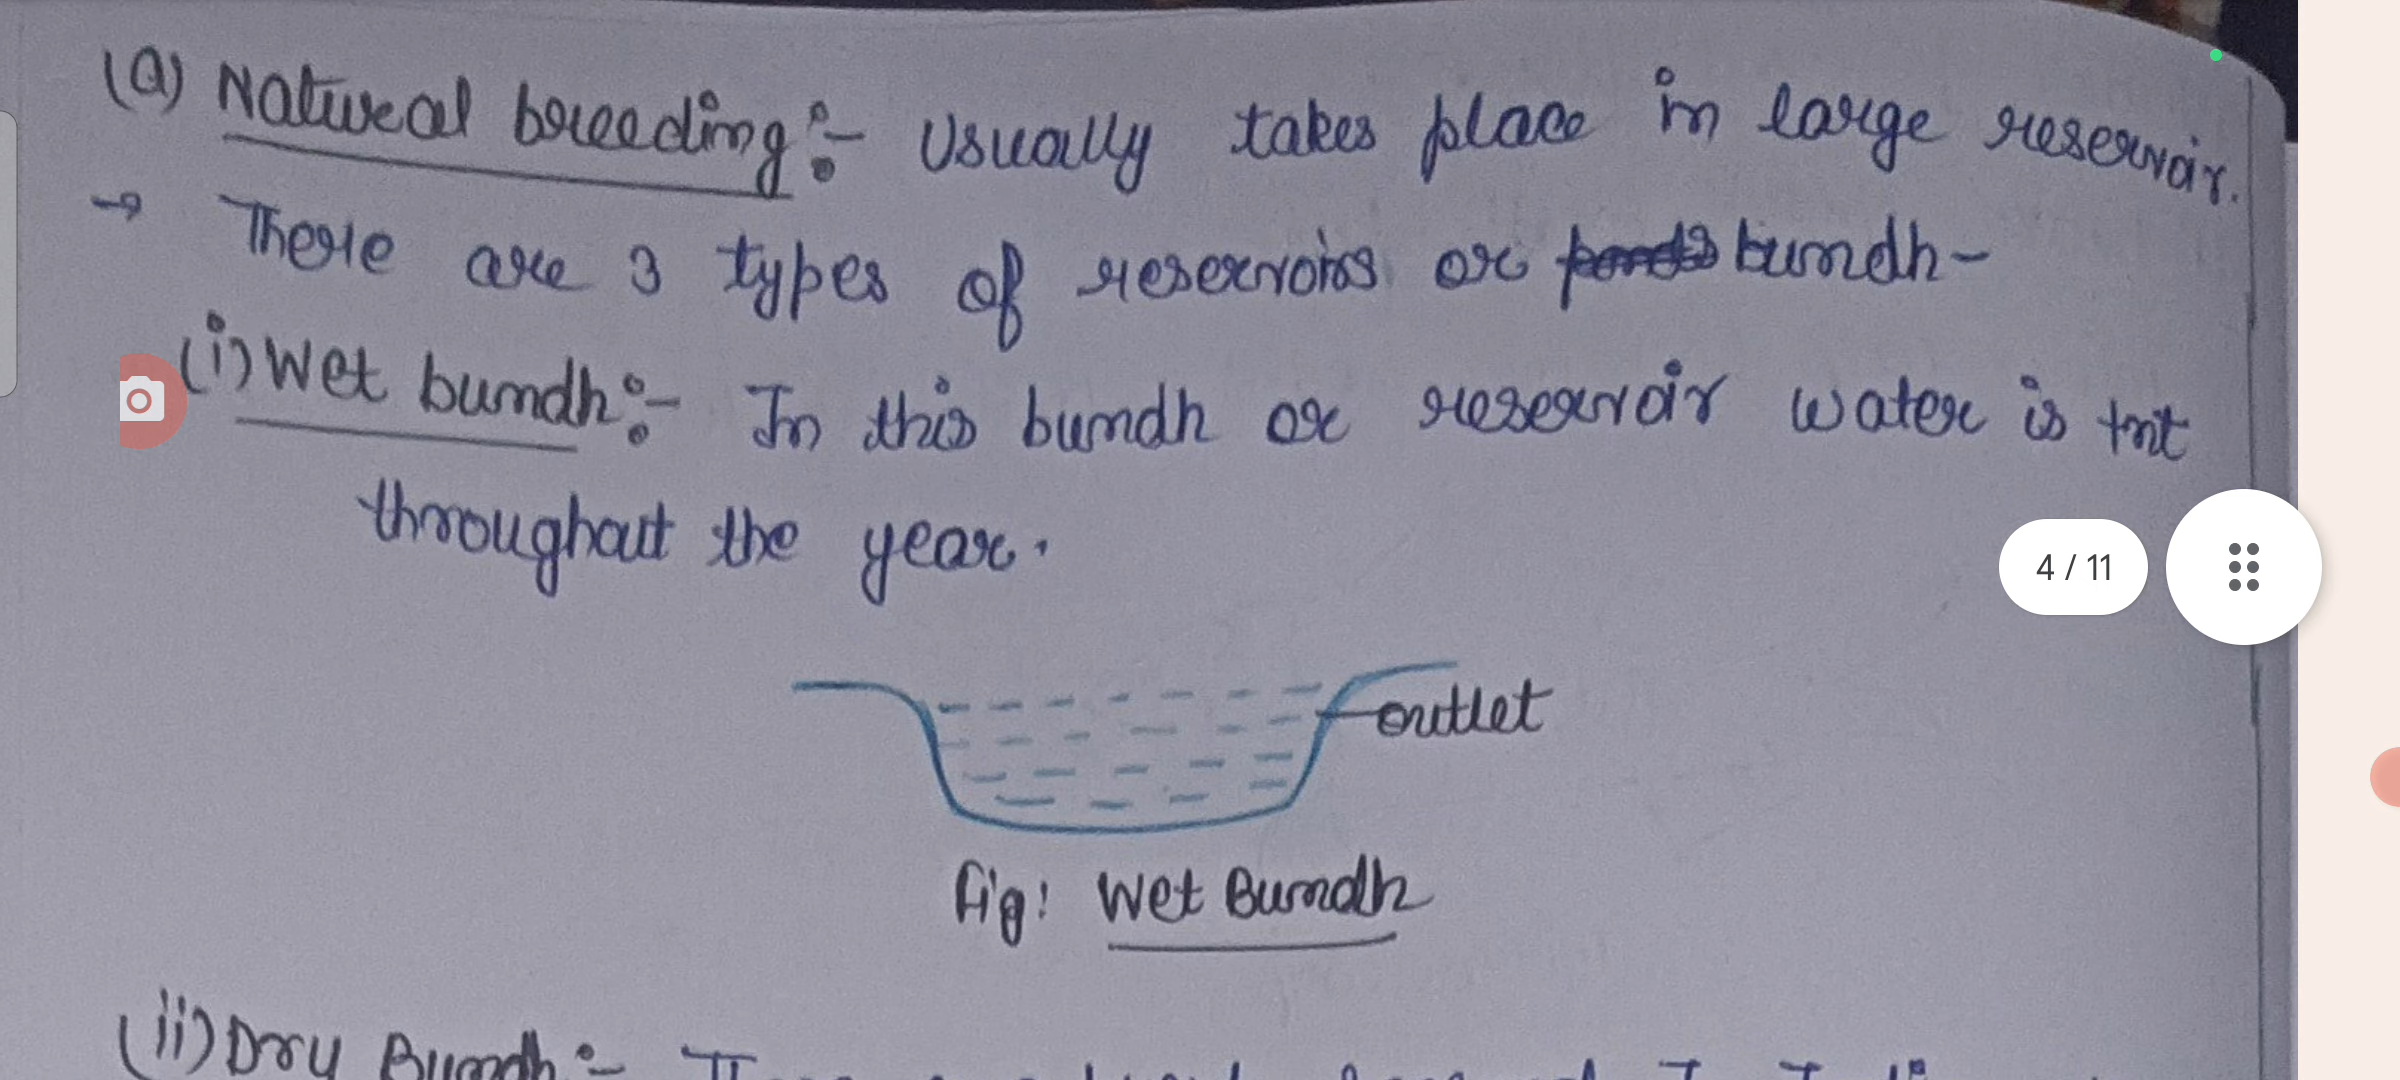 (a) Natural breeding:- Usually takes place in large reservoir.
→ There are 3 types of reservoirs or bundh-
(i) Wet bundh:- In this bundh or reservoir water is tnt
throughout the year.
4 / 11
outlet
fig: Wet Bundh
(ii) Dry Bundh:-